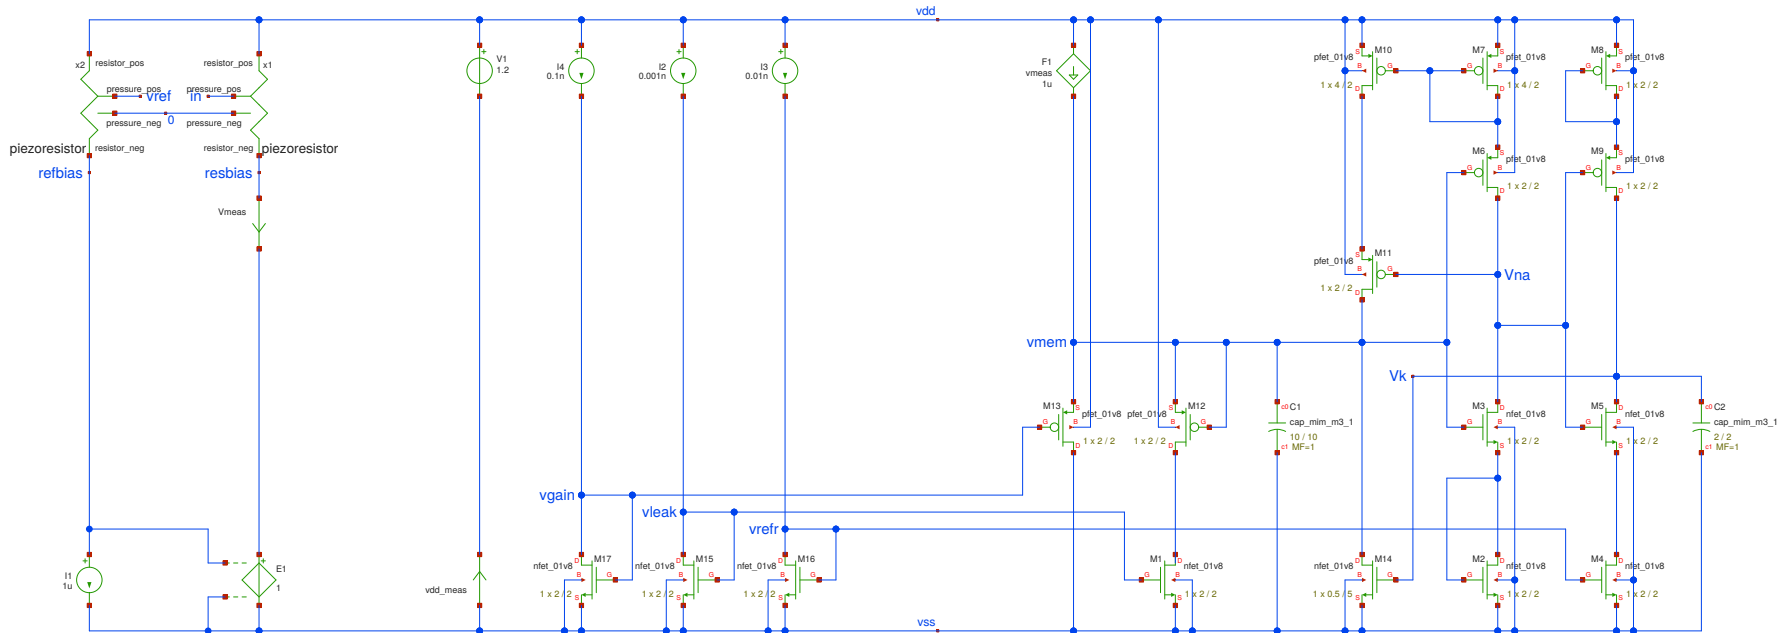 vdd
x2
resistor_pos
resistor_pos
x1
pressure_pos
vref
in
pressure_pos
0
pressure_neg
pressure_neg
piezoresistor
resistor_neg
resistor_neg
piezoresistor
refbias
resbias
Vmeas
I1
1u
+
E1
+
1
V1
1.2
+
vdd_meas
I4
0.1n
+
I2
0.001n
+
I3
0.01n
+
F1
vmeas
1u
M10
pfet_01v8
S
B
G
D
1 x 4 / 2
M7
pfet_01v8
S
G
B
D
1 x 4 / 2
M8
pfet_01v8
S
G
B
D
1 x 2 / 2
M6
pfet_01v8
S
G
B
D
1 x 2 / 2
M9
pfet_01v8
S
G
B
D
1 x 2 / 2
M11
pfet_01v8
S
B
G
D
1 x 2 / 2
Vna
vmem
Vk
M13
pfet_01v8
S
G
B
D
1 x 2 / 2
M12
pfet_01v8
S
B
G
D
1 x 2 / 2
c0
C1
cap_mim_m3_1
10 / 10
c1
MF=1
M3
nfet_01v8
D
G
B
S
1 x 2 / 2
M5
nfet_01v8
D
G
B
S
1 x 2 / 2
c0
C2
cap_mim_m3_1
2 / 2
c1
MF=1
vgain
vleak
vrefr
M17
nfet_01v8
D
B
G
S
1 x 2 / 2
M15
nfet_01v8
D
B
G
S
1 x 2 / 2
M16
nfet_01v8
D
B
G
S
1 x 2 / 2
M1
nfet_01v8
D
G
B
S
1 x 2 / 2
M14
nfet_01v8
D
B
G
S
1 x 0.5 / 5
M2
nfet_01v8
D
G
B
S
1 x 2 / 2
M4
nfet_01v8
D
G
B
S
1 x 2 / 2
vss